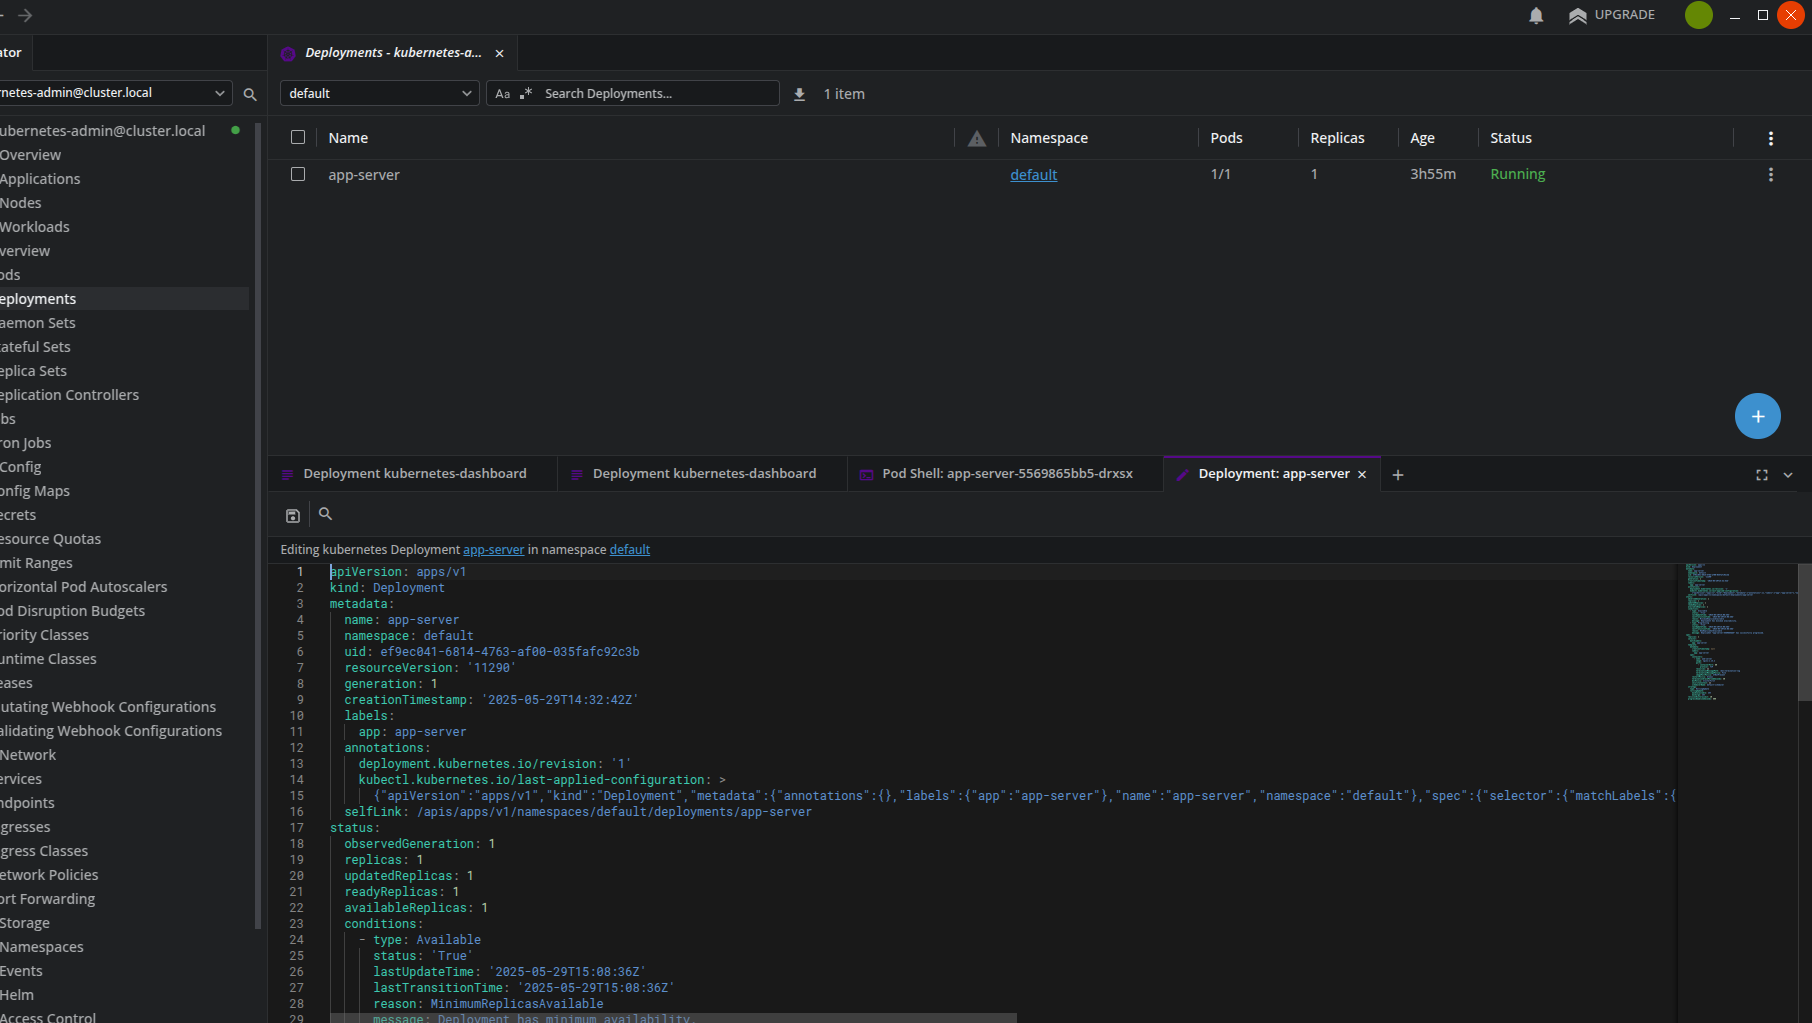 UPGRADE
ator
Deployments - kubernetes-a...
rnetes-admin@cluster.local
default
Aa
Search Deployments...
1 item
ubernetes-admin@cluster.local
Overview
Applications
Nodes
Workloads
verview
ods
eployments
aemon Sets
ateful Sets
eplica Sets
eplication Controllers
bs
ron Jobs
Config
onfig Maps
ecrets
esource Quotas
mit Ranges
orizontal Pod Autoscalers
od Disruption Budgets
riority Classes
untime Classes
eases
utating Webhook Configurations
alidating Webhook Configurations
Network
ervices
ndpoints
gresses
gress Classes
etwork Policies
ort Forwarding
Storage
Namespaces
Events
Helm
Access Control
Name Namespace Pods Replicas Age Status
app-server default 1/1 1 3h55m Running
Deployment kubernetes-dashboard
Deployment kubernetes-dashboard
Pod Shell: app-server-5569865bb5-drxsx
Deployment: app-server
Editing kubernetes Deployment app-server in namespace default
1 apiVersion: apps/v1
2 kind: Deployment
3 metadata:
4 name: app-server
5 namespace: default
6 uid: ef9ec041-6814-4763-af00-035fafc92c3b
7 resourceVersion: '11290'
8 generation: 1
9 creationTimestamp: '2025-05-29T14:32:42Z'
10 labels:
11 app: app-server
12 annotations:
13 deployment.kubernetes.io/revision: '1'
14 kubectl.kubernetes.io/last-applied-configuration: >
15 {"apiVersion":"apps/v1","kind":"Deployment","metadata":{"annotations":{},"labels":{"app":"app-server"},"name":"app-server","namespace":"default"},"spec":{"selector":{"matchLabels":{
16 selfLink: /apis/apps/v1/namespaces/default/deployments/app-server
17 status:
18 observedGeneration: 1
19 replicas: 1
20 updatedReplicas: 1
21 readyReplicas: 1
22 availableReplicas: 1
23 conditions:
24 - type: Available
25 status: 'True'
26 lastUpdateTime: '2025-05-29T15:08:36Z'
27 lastTransitionTime: '2025-05-29T15:08:36Z'
28 reason: MinimumReplicasAvailable
29 message: Deployment has minimum availability.